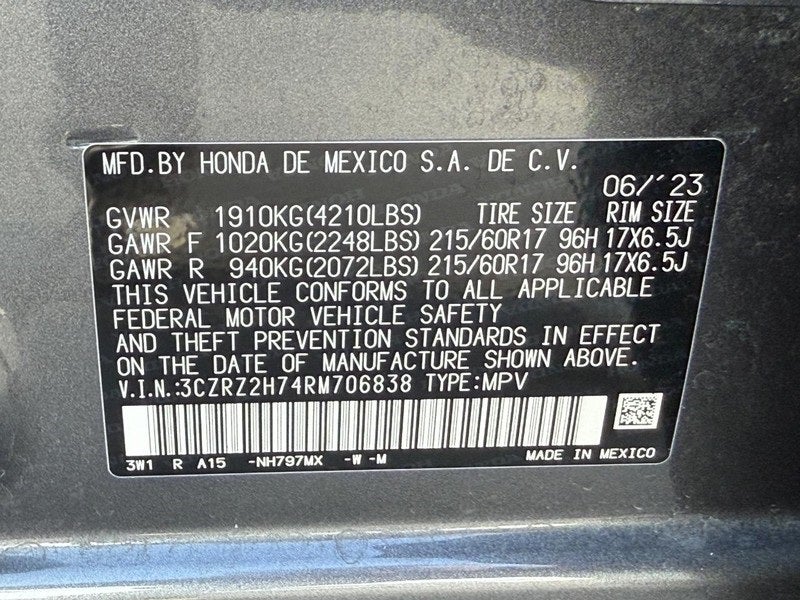 MFD.BY HONDA DE MEXICO S.A. DE C.V.
06/'23
GVWR 1910KG(4210LBS) TIRE SIZE RIM SIZE
GAWR F 1020KG(2248LBS) 215/60R17 96H 17X6.5J
GAWR R 940KG(2072LBS) 215/60R17 96H 17X6.5J
THIS VEHICLE CONFORMS TO ALL APPLICABLE
FEDERAL MOTOR VEHICLE SAFETY
AND THEFT PREVENTION STANDARDS IN EFFECT
ON THE DATE OF MANUFACTURE SHOWN ABOVE.
V.I.N.:3CZRZ2H74RM706838 TYPE:MPV
3W1 R A15 -NH797MX -W -M MADE IN MEXICO